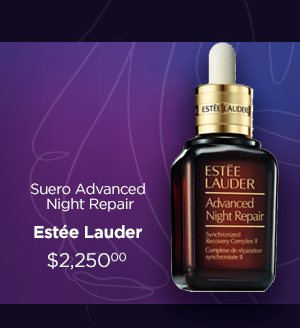 Suero Advanced
Night Repair
Estée Lauder
$2,250⁰⁰
ESTĒE LAUDER
ESTĒE
LAUDER
Advanced
Night Repair
Synchronized
Recovery Complex II
Complexe de réparation
synchronisée II